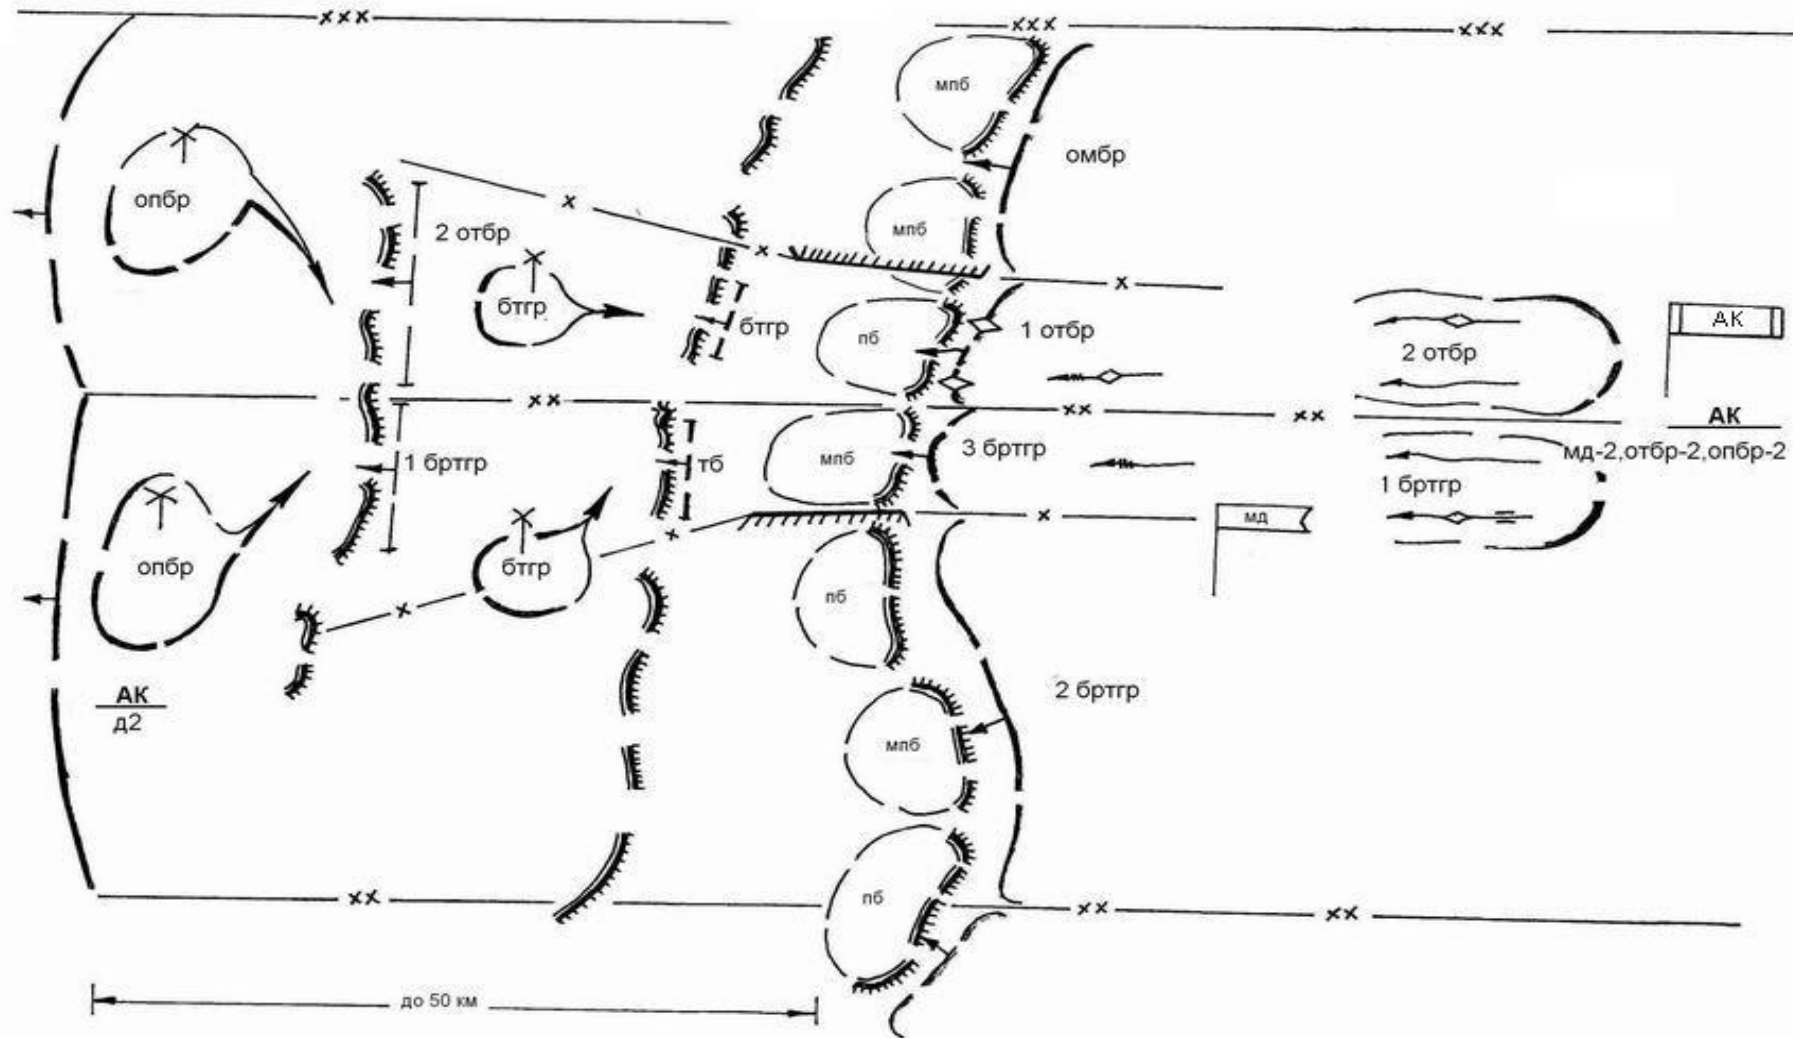 ххх
ххх
ххх
мпб
омбр
опбр
мпб
х
2 отбр
х
х
бтгр
бтгр
пб
1 отбр
АК
2 отбр
хх
хх
хх
АК
мд-2,отбр-2,опбр-2
1 бртгр
тб
мпб
3 бртгр
1 бртгр
мд
х
х
опбр
бтгр
х
пб
АК
д2
2 бртгр
мпб
пб
хх
хх
хх
до 50 км